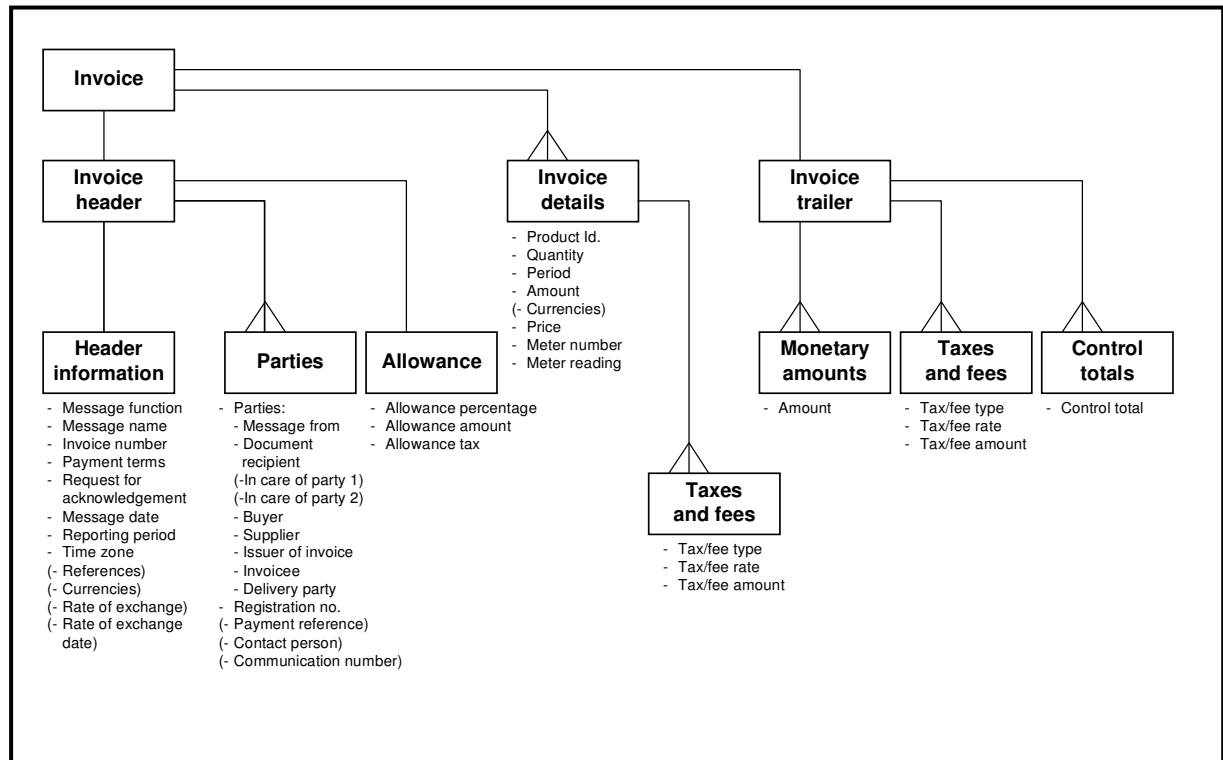 Invoice
Invoice
header
Invoice
details
- Product Id.
- Quantity
- Period
- Amount
(- Currencies)
- Price
- Meter number
- Meter reading
Invoice
trailer
Header
information
- Message function
- Message name
- Invoice number
- Payment terms
- Request for
acknowledgement
- Message date
- Reporting period
- Time zone
(- References)
(- Currencies)
(- Rate of exchange)
(- Rate of exchange
date)
Parties
- Parties:
- Message from
- Document
recipient
(-In care of party 1)
(-In care of party 2)
- Buyer
- Supplier
- Issuer of invoice
- Invoicee
- Delivery party
- Registration no.
(- Payment reference)
(- Contact person)
(- Communication number)
Allowance
- Allowance percentage
- Allowance amount
- Allowance tax
Taxes
and fees
- Tax/fee type
- Tax/fee rate
- Tax/fee amount
Monetary
amounts
- Amount
Taxes
and fees
- Tax/fee type
- Tax/fee rate
- Tax/fee amount
Control
totals
- Control total